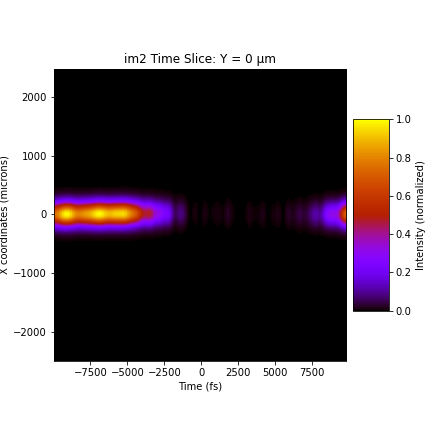 im2 Time Slice: Y = 0 μm
2000
1000
0
−1000
−2000
X coordinates (microns)
−7500 −5000 −2500 0 2500 5000 7500
Time (fs)
1.0
0.8
0.6
0.4
0.2
0.0
Intensity (normalized)